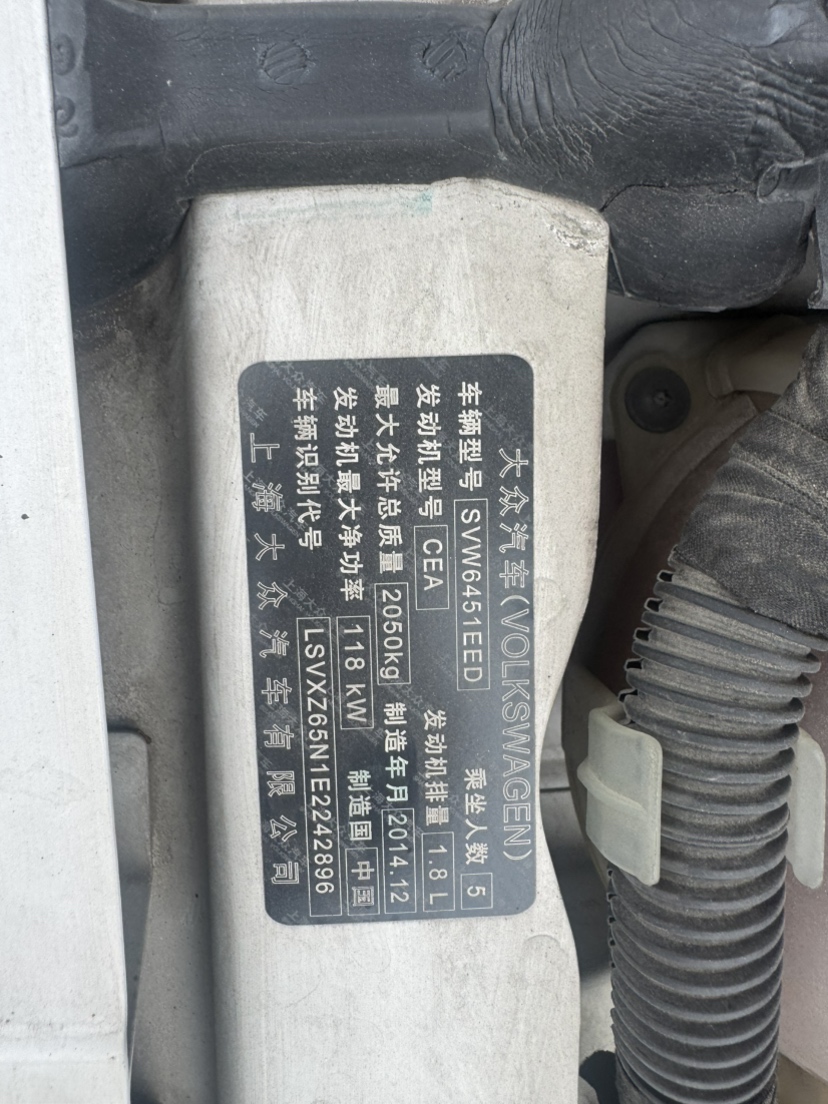 大众汽车(VOLKSWAGEN)
车辆型号 SVW6451EED 乘坐人数 5
发动机型号 CEA 发动机排量 1.8 L
最大允许总质量 2050kg 制造年月 2014.12
发动机最大净功率 118 kW 制造国 中国
车辆识别代号 LSVXZ65N1E2242896
上海大众汽车有限公司